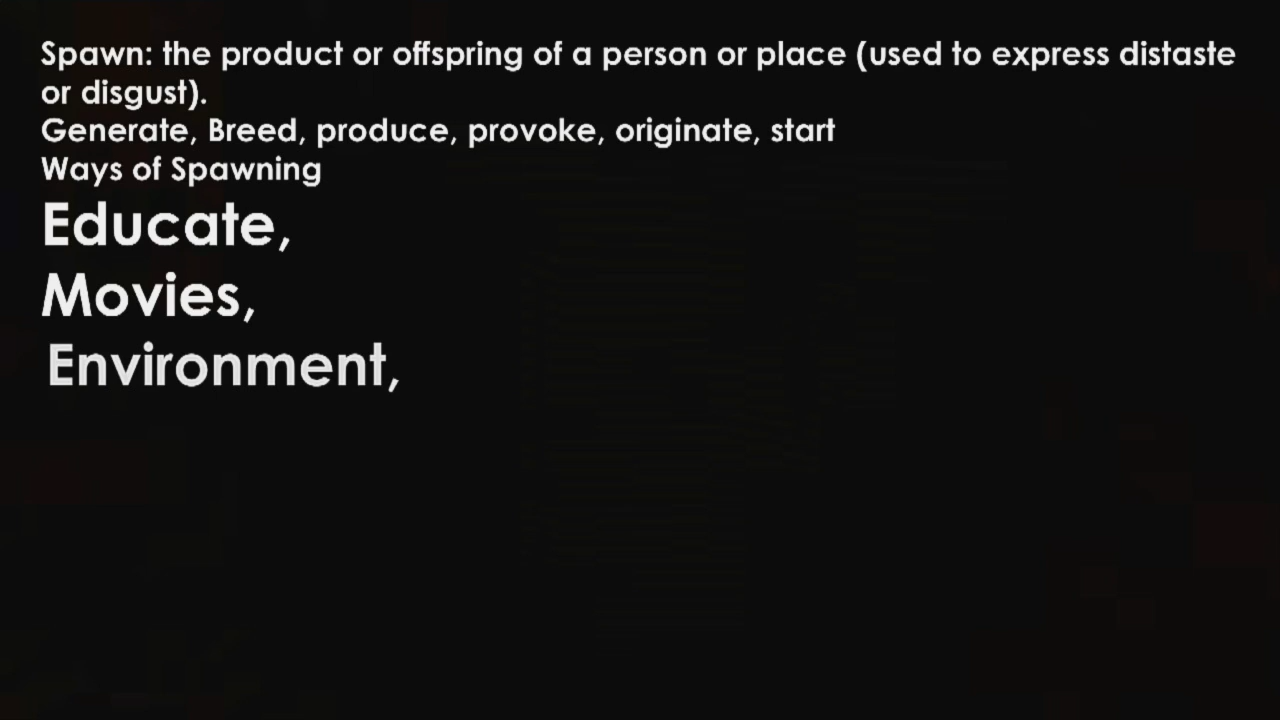 Spawn: the product or offspring of a person or place (used to express distaste
or disgust).
Generate, Breed, produce, provoke, originate, start
Ways of Spawning
Educate,
Movies,
Environment,